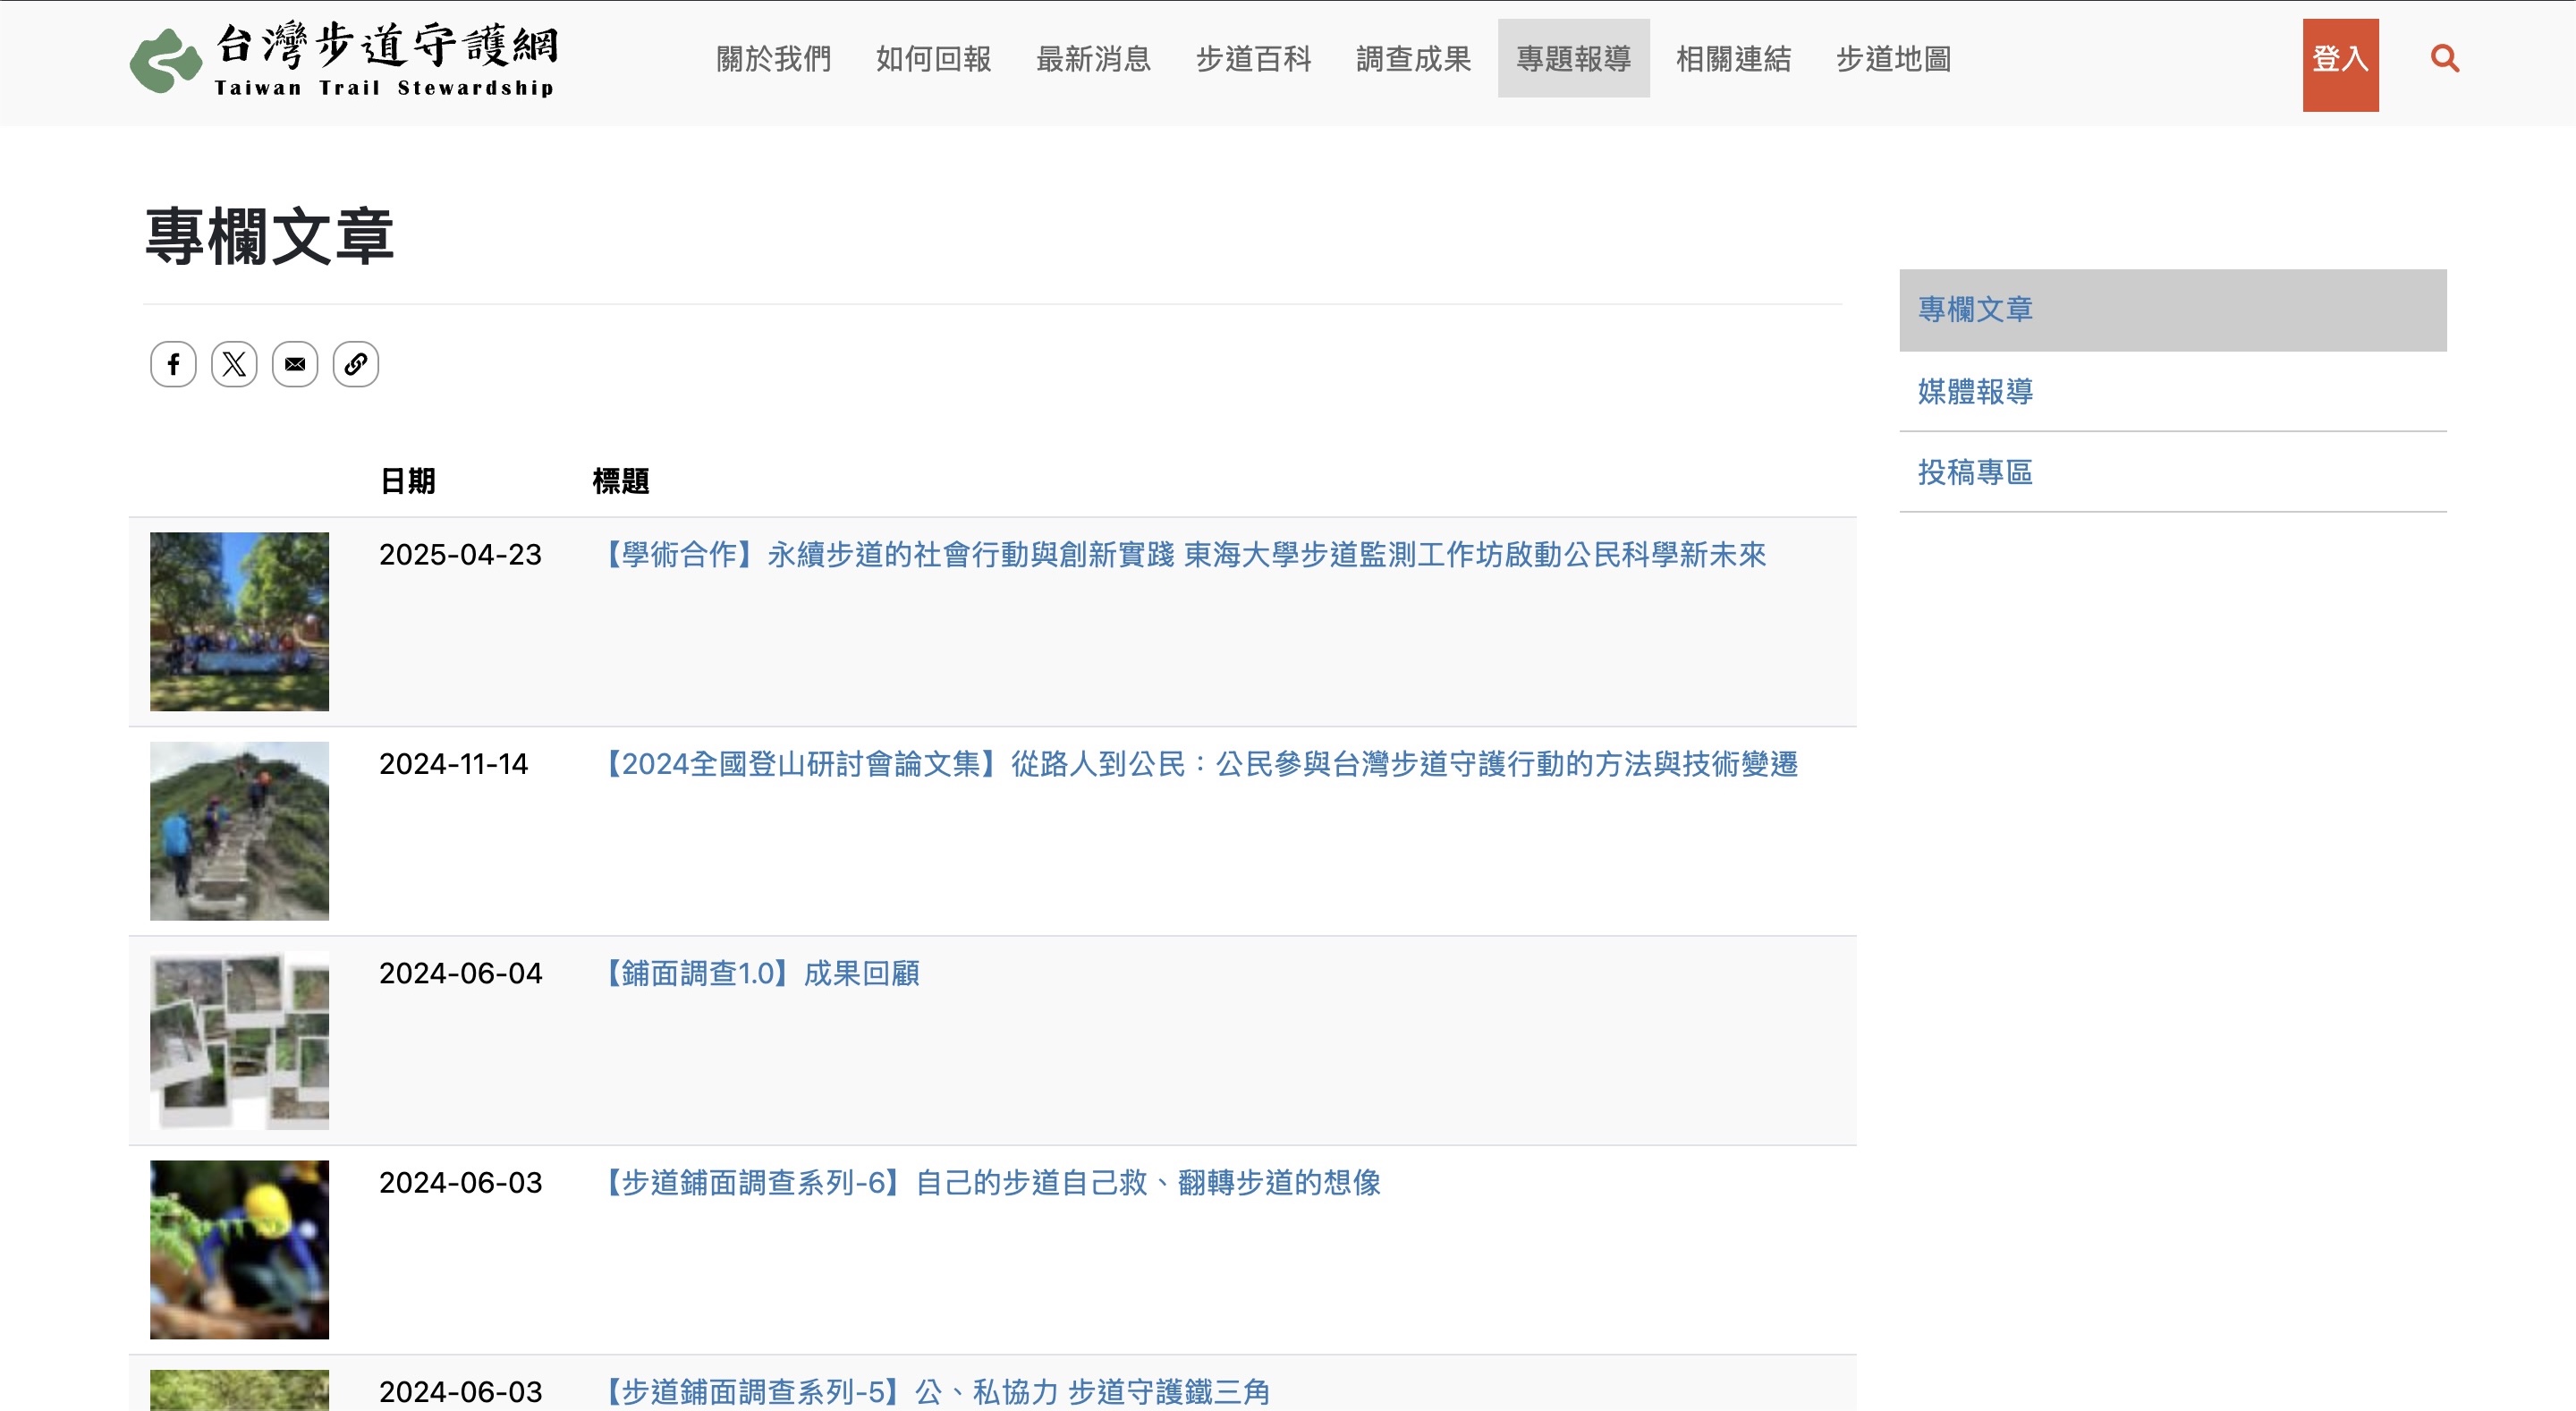 台灣步道守護網
Taiwan Trail Stewardship
關於我們
如何回報
最新消息
步道百科
調查成果
專題報導
相關連結
步道地圖
登入
專欄文章
日期 標題
2025-04-23 【學術合作】永續步道的社會行動與創新實踐 東海大學步道監測工作坊啟動公民科學新未來
2024-11-14 【2024全國登山研討會論文集】從路人到公民：公民參與台灣步道守護行動的方法與技術變遷
2024-06-04 【鋪面調查1.0】成果回顧
2024-06-03 【步道鋪面調查系列-6】自己的步道自己救、翻轉步道的想像
2024-06-03 【步道鋪面調查系列-5】公、私協力 步道守護鐵三角
專欄文章
媒體報導
投稿專區